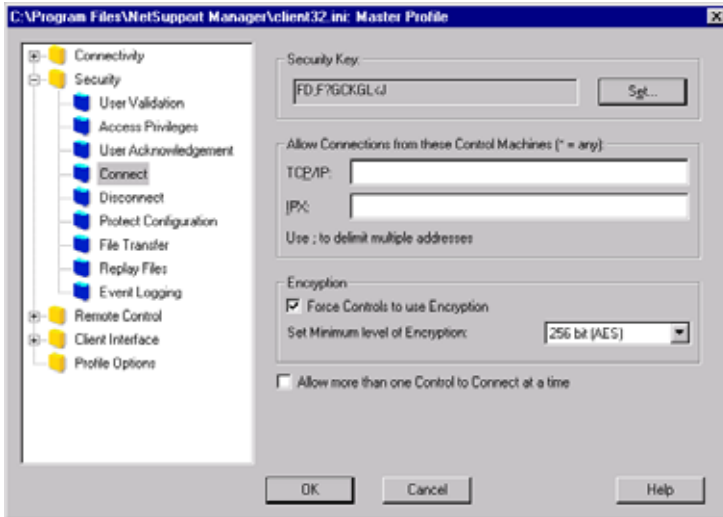 C:\Program Files\NetSupport Manager\client32.ini: Master Profile
Connectivity
Security
User Validation
Access Privileges
User Acknowledgement
Connect
Disconnect
Protect Configuration
File Transfer
Replay Files
Event Logging
Remote Control
Client Interface
Profile Options
Security Key:
FD;F?GCKGL<J
Set...
Allow Connections from these Control Machines (* = any):
TCP/IP:
IPX:
Use ; to delimit multiple addresses
Encryption
Force Controls to use Encryption
Set Minimum level of Encryption:
256 bit (AES)
Allow more than one Control to Connect at a time
OK
Cancel
Help